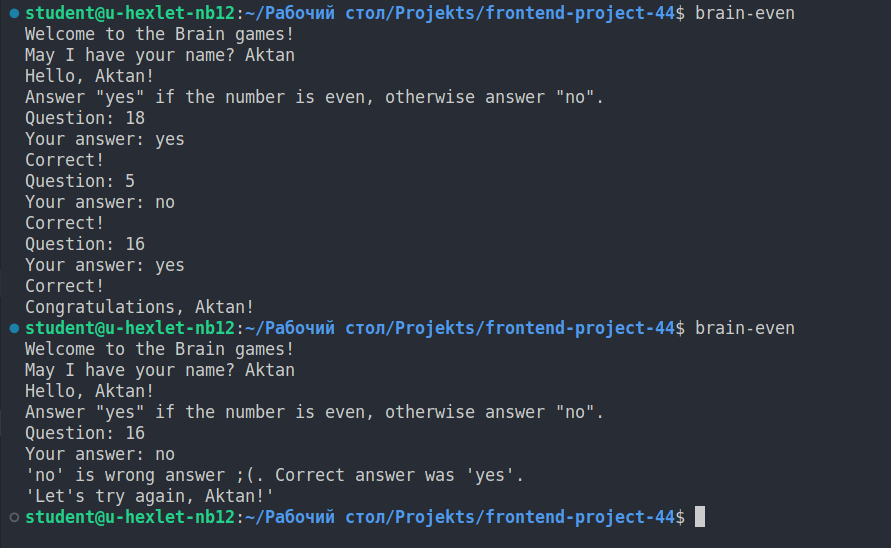 student@u-hexlet-nb12:~/Рабочий стол/Projekts/frontend-project-44$ brain-even
Welcome to the Brain games!
May I have your name? Aktan
Hello, Aktan!
Answer "yes" if the number is even, otherwise answer "no".
Question: 18
Your answer: yes
Correct!
Question: 5
Your answer: no
Correct!
Question: 16
Your answer: yes
Correct!
Congratulations, Aktan!
student@u-hexlet-nb12:~/Рабочий стол/Projekts/frontend-project-44$ brain-even
Welcome to the Brain games!
May I have your name? Aktan
Hello, Aktan!
Answer "yes" if the number is even, otherwise answer "no".
Question: 16
Your answer: no
'no' is wrong answer ;(. Correct answer was 'yes'.
'Let's try again, Aktan!'
student@u-hexlet-nb12:~/Рабочий стол/Projekts/frontend-project-44$